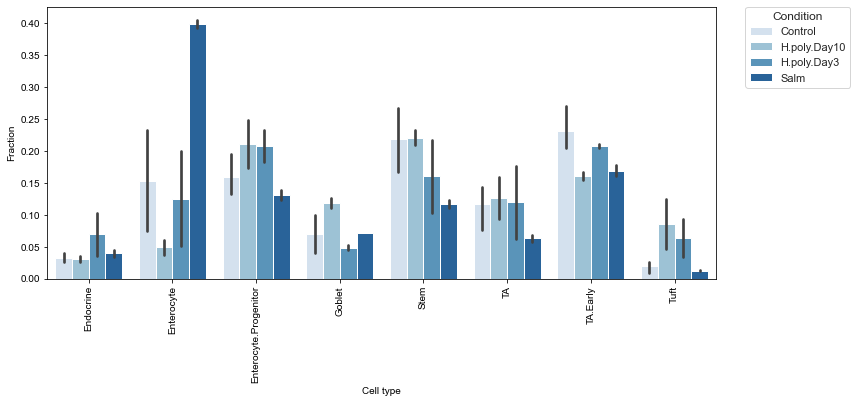 Condition
Control
H.poly.Day10
H.poly.Day3
Salm
Fraction
0.40
0.35
0.30
0.25
0.20
0.15
0.10
0.05
0.00
Endocrine
Enterocyte
Enterocyte.Progenitor
Goblet
Stem
TA
TA.Early
Tuft
Cell type